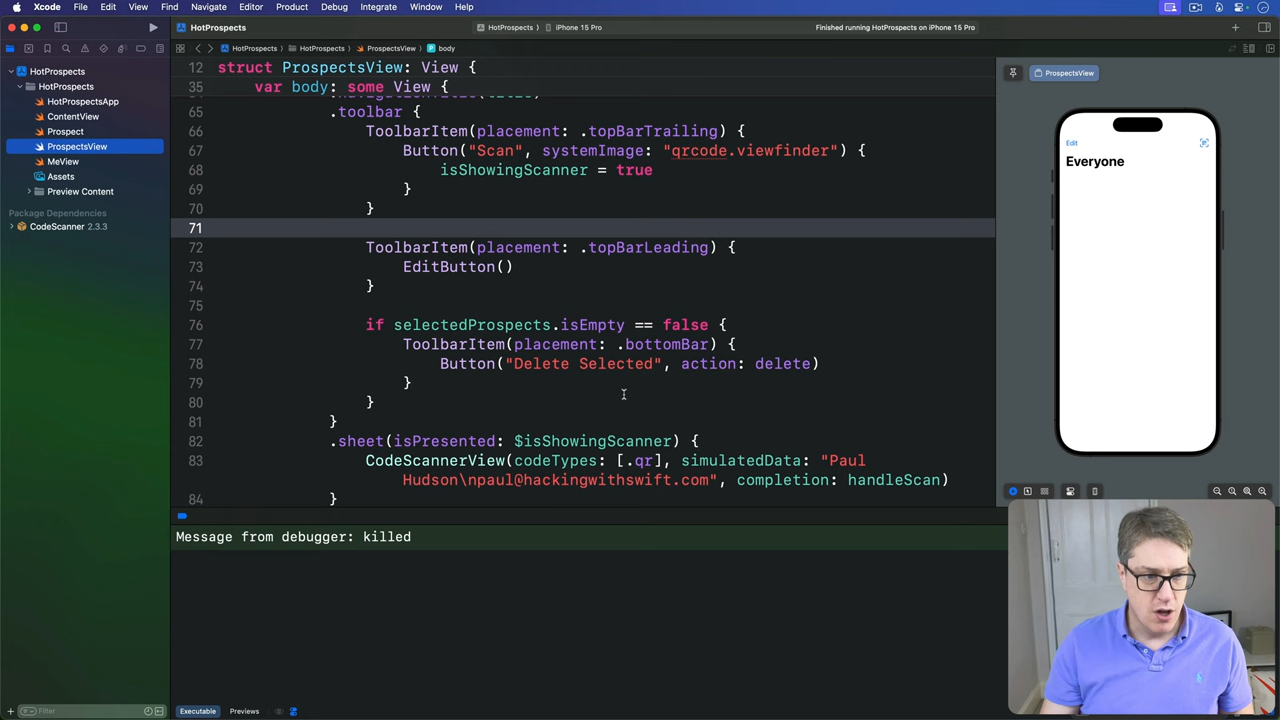 Xcode File Edit View Find Navigate Editor Product Debug Integrate Window Help
HotProspects
HotProspects
iPhone 15 Pro
Finished running HotProspects on iPhone 15 Pro
HotProspects
HotProspects
ProspectsView
body
HotProspects
HotProspects
HotProspectsApp
ContentView
Prospect
ProspectsView
MeView
Assets
Preview Content
Package Dependencies
CodeScanner 2.3.3
12 struct ProspectsView: View {
35 var body: some View {
65 .toolbar {
66 ToolbarItem(placement: .topBarTrailing) {
67 Button("Scan", systemImage: "qrcode.viewfinder") {
68 isShowingScanner = true
69 }
70 }
71
72 ToolbarItem(placement: .topBarLeading) {
73 EditButton()
74 }
75
76 if selectedProspects.isEmpty == false {
77 ToolbarItem(placement: .bottomBar) {
78 Button("Delete Selected", action: delete)
79 }
80 }
81 }
82 .sheet(isPresented: $isShowingScanner) {
83 CodeScannerView(codeTypes: [.qr], simulatedData: "Paul
Hudson\npaul@hackingwithswift.com", completion: handleScan)
84 }
Message from debugger: killed
Executable
Previews
Filter
ProspectsView
Edit
Everyone